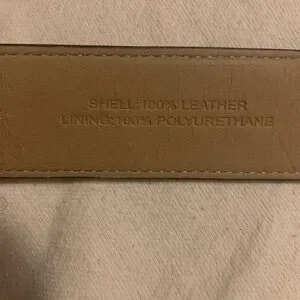 SHELL:100% LEATHER
LINING:100% POLYURETHANE